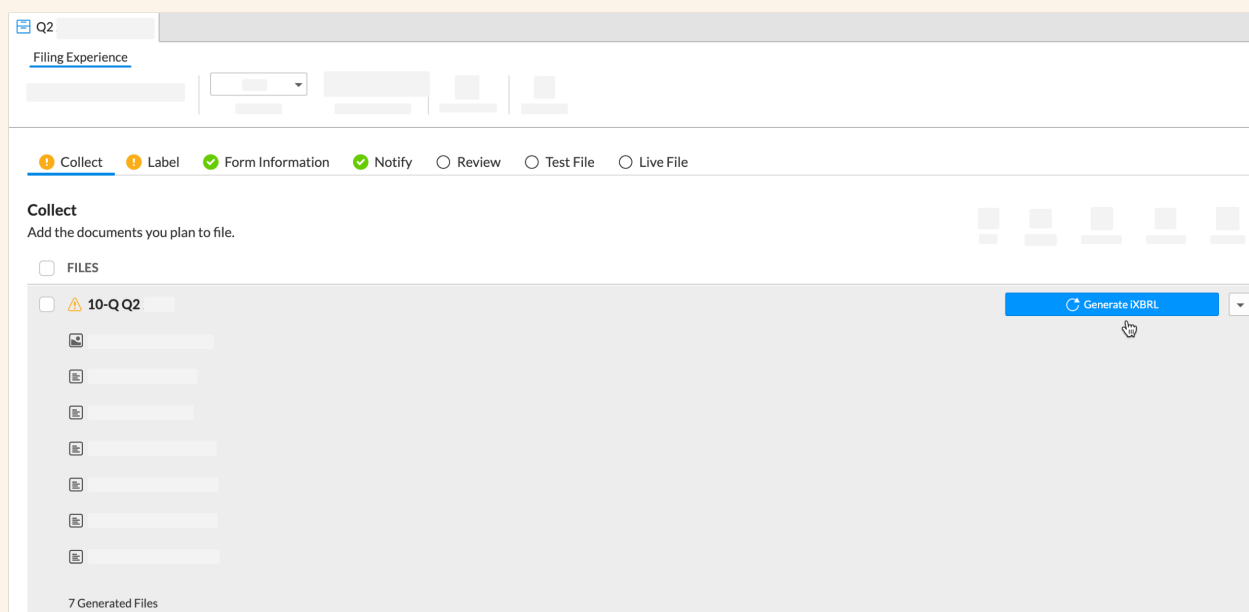 Q2
Filing Experience
Collect Label Form Information Notify Review Test File Live File
Collect
Add the documents you plan to file.
FILES
10-Q Q2 Generate iXBRL
7 Generated Files